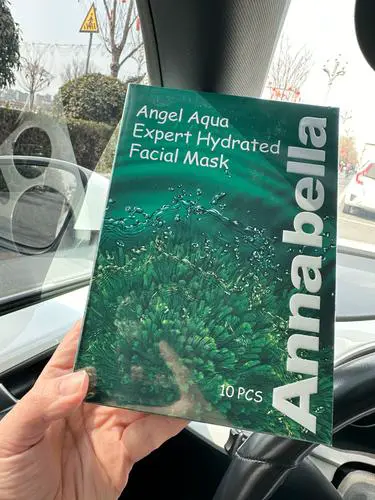 Angel Aqua
Expert Hydrated
Facial Mask
Annabella
10 PCS